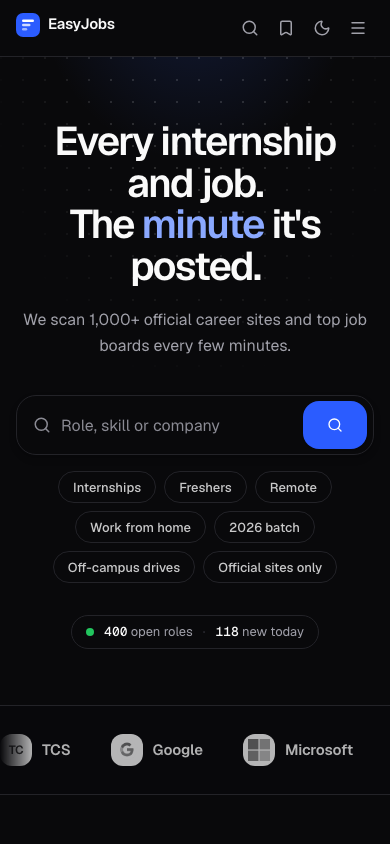 EasyJobs
Every internship
and job.
The minute it's
posted.
We scan 1,000+ official career sites and top job
boards every few minutes.
Role, skill or company
Internships
Freshers
Remote
Work from home
2026 batch
Off-campus drives
Official sites only
400 open roles · 118 new today
TC TCS
G Google
Microsoft